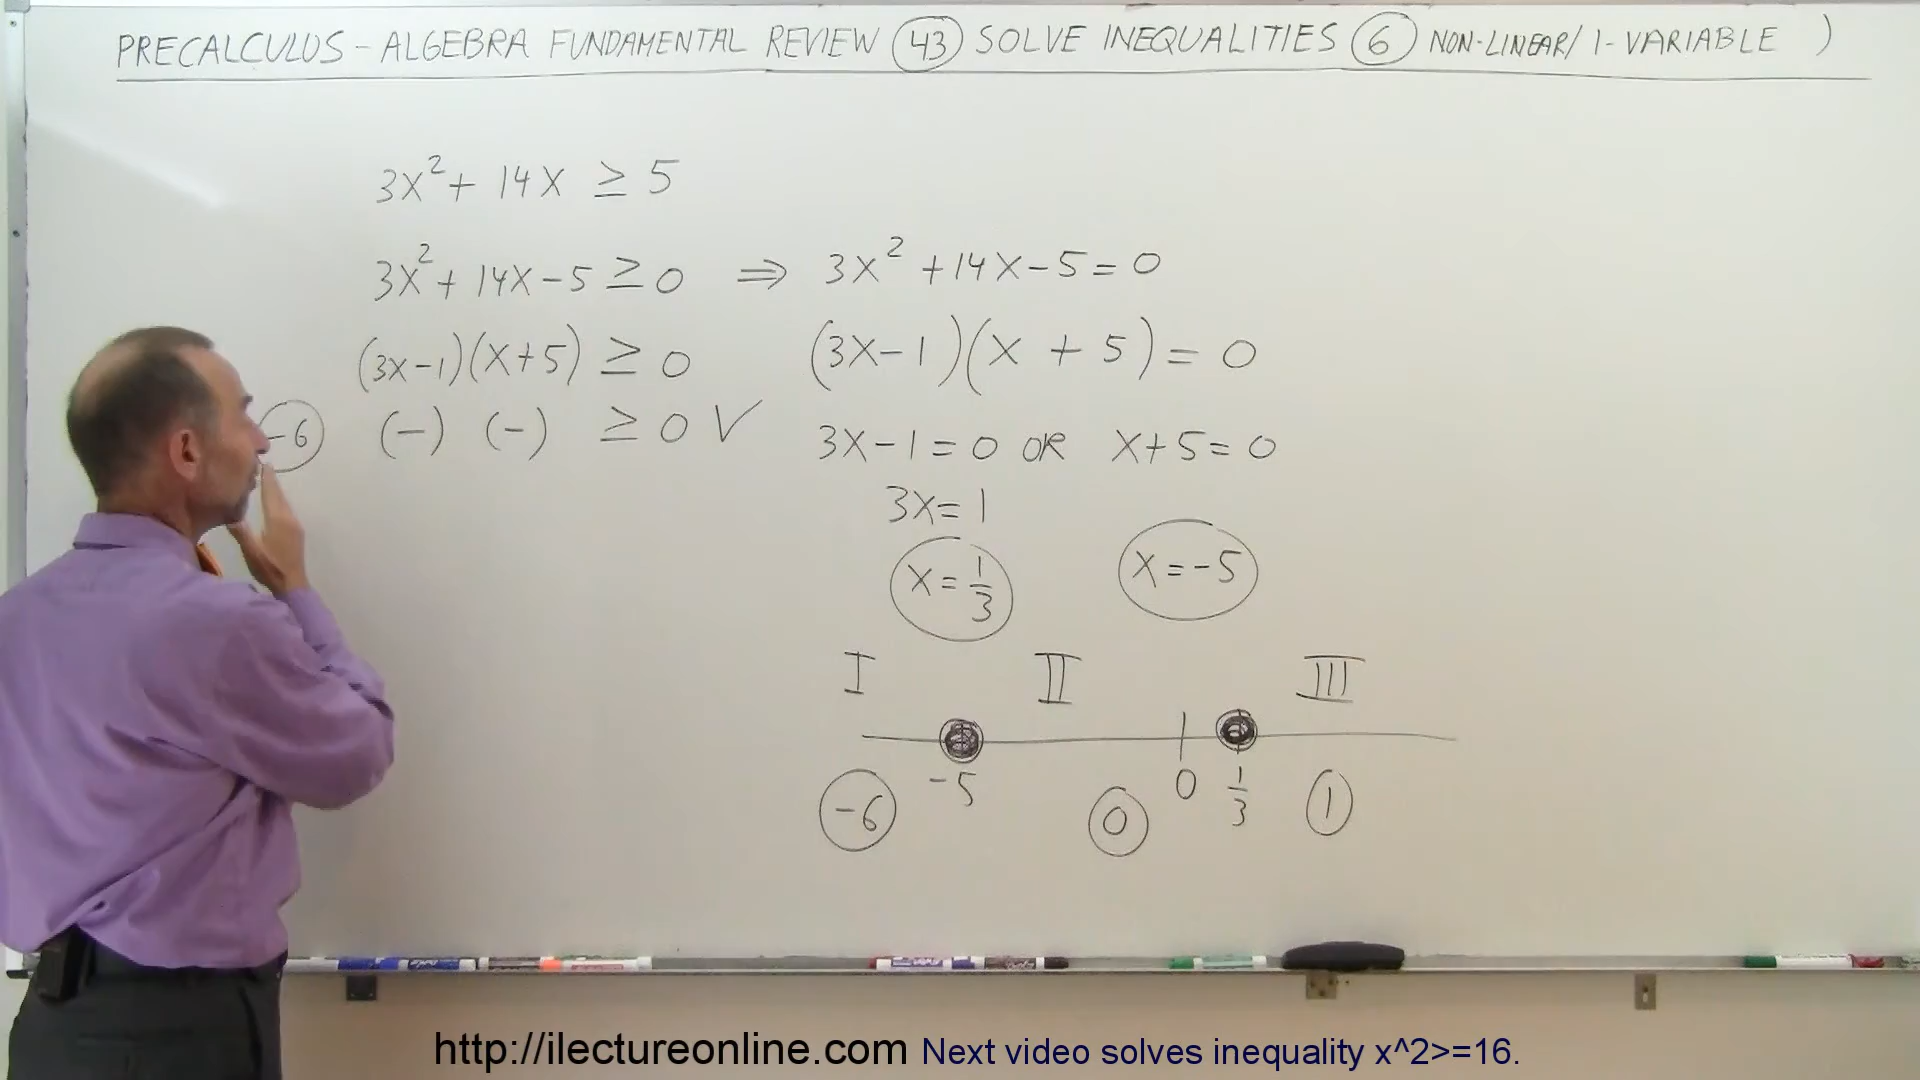 PRECALCULUS - ALGEBRA FUNDAMENTAL REVIEW (43) SOLVE INEQUALITIES (6) NON-LINEAR / 1-VARIABLE )
3X² + 14X ≥ 5
3X² + 14X - 5 ≥ 0 ⇒ 3X² + 14X - 5 = 0
(3X-1)(X+5) ≥ 0 (3X-1)(X + 5) = 0
-6 (-) (-) ≥ 0 ✓ 3X-1 = 0 OR X+5 = 0
3X = 1
X = 1/3 X = -5
I II III
-5 0 1/3
-6 0 1
http://ilectureonline.com Next video solves inequality x^2>=16.